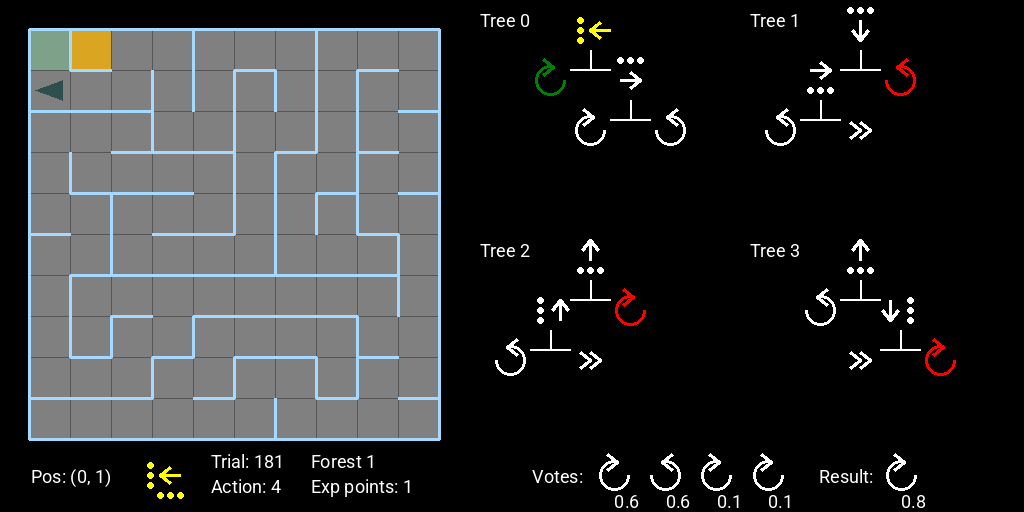 Tree 0
Tree 1
Tree 2
Tree 3
Pos: (0, 1)
Trial: 181
Forest 1
Action: 4
Exp points: 1
Votes:
0.6
0.6
0.1
0.1
Result:
0.8